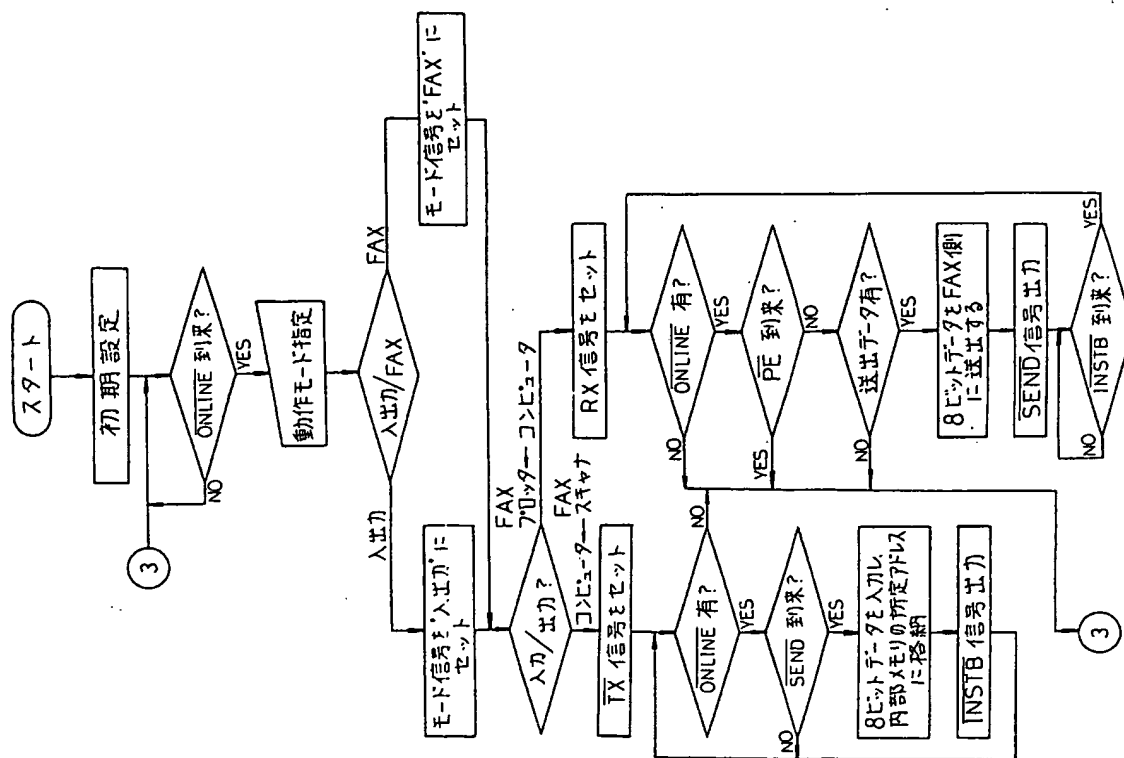 スタート
初期設定
ONLINE 到来?
NO
YES
3
動作モード指定
入出力/FAX
入出力
FAX
モード信号を'入出力'に
セット
モード信号を'FAX'に
セット
入力/出力?
FAX
プロッター←コンピュータ
FAX
コンピューター←スキャナ
TX 信号をセット
ONLINE 有?
NO
YES
SEND 到来?
NO
YES
8ビットデータを入力し、
内部メモリの所定アドレス
に格納
INSTB 信号出力
RX 信号をセット
ONLINE 有?
NO
YES
PE 到来?
YES
NO
送出データ有?
NO
YES
8ビットデータをFAX側
に送出する
SEND 信号出力
INSTB 到来?
NO
YES
3